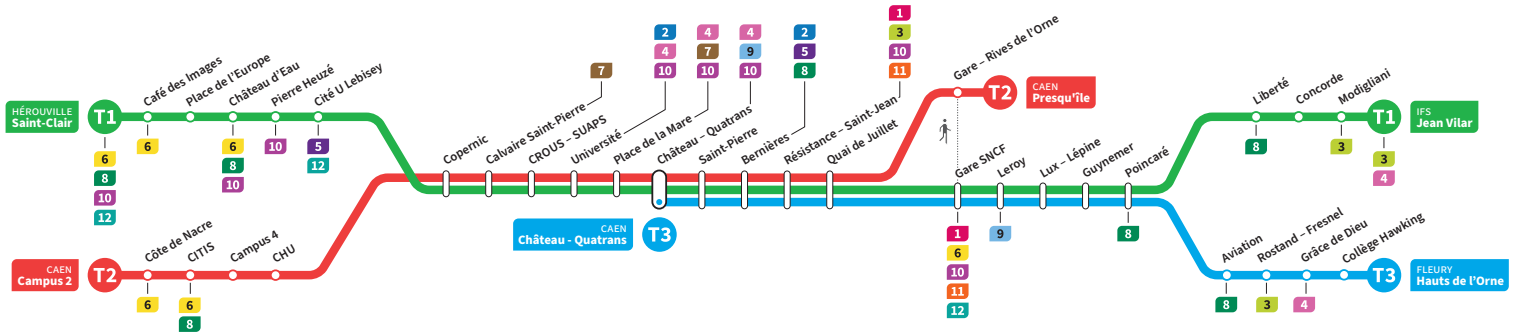 HÉROUVILLE
Saint-Clair
T1
6
8
10
12
Café des Images
6
Place de l'Europe
Château d'Eau
6
8
10
Pierre Heuzé
10
Cité U Lebisey
5
12
CAEN
Campus 2
T2
Côte de Nacre
6
CITIS
6
8
Campus 4
CHU
Copernic
Calvaire Saint-Pierre
7
CROUS – SUAPS
Université
2
4
10
Place de la Mare
4
7
10
Château – Quatrans
4
9
10
CAEN
Château - Quatrans
T3
Saint-Pierre
Bernières
2
5
8
Résistance – Saint-Jean
1
3
10
11
Quai de Juillet
Gare – Rives de l'Orne
T2
CAEN
Presqu'île
Gare SNCF
1
6
10
11
12
Leroy
9
Lux – Lépine
Guynemer
Poincaré
8
Liberté
8
Concorde
Modigliani
3
T1
3
4
IFS
Jean Vilar
Aviation
8
Rostand – Fresnel
3
Grâce de Dieu
4
Collège Hawking
T3
FLEURY
Hauts de l'Orne